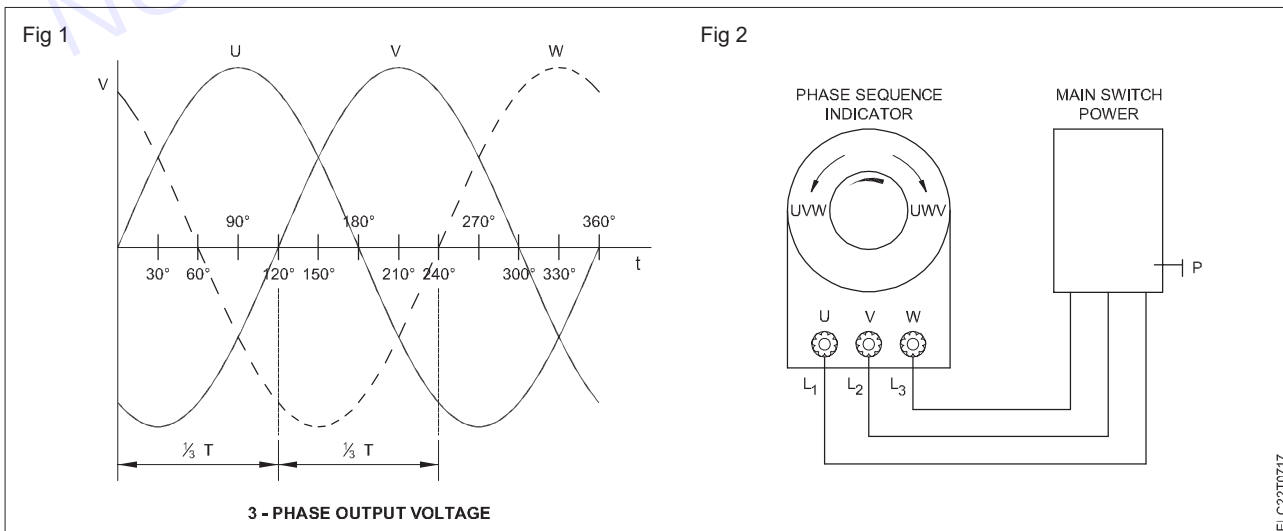 Fig 1
U
V
W
V
90°
180°
270°
360°
t
30°
60°
120°
150°
210°
240°
300°
330°
⅓ T
⅓ T
3 - PHASE OUTPUT VOLTAGE
Fig 2
PHASE SEQUENCE
INDICATOR
MAIN SWITCH
POWER
UVW
UWV
P
U
V
W
L1
L2
L3